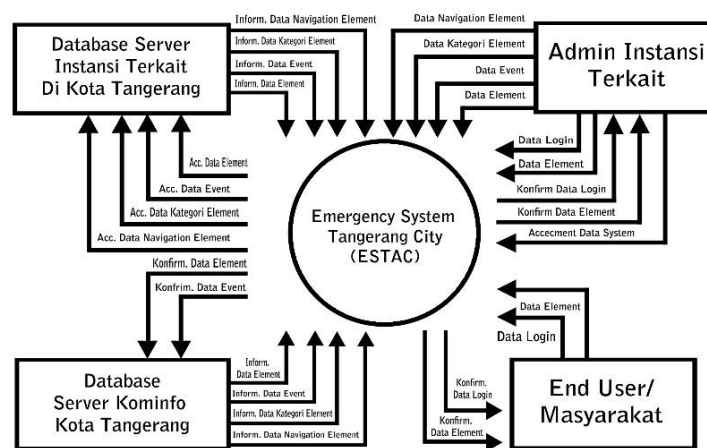 Database Server
Instansi Terkait
Di Kota Tangerang
Inform. Data Navigation Element
Inform. Data Kategori Element
Inform. Data Event
Inform. Data Element
Data Navigation Element
Data Kategori Element
Data Event
Data Element
Admin Instansi
Terkait
Acc. Data Element
Acc. Data Event
Acc. Data Kategori Element
Acc. Data Navigation Element
Emergency System
Tangerang City
(ESTAC)
Data Login
Data Element
Konfirm Data Login
Konfirm Data Element
Accecment Data System
Konfirm. Data Element
Konfrim. Data Event
Data Element
Data Login
Database
Server Kominfo
Kota Tangerang
Inform.
Data Element
Inform. Data Event
Inform. Data Kategori Element
Inform. Data Navigation Element
Konfirm.
Data Login
Konfirm.
Data Element
End User/
Masyarakat